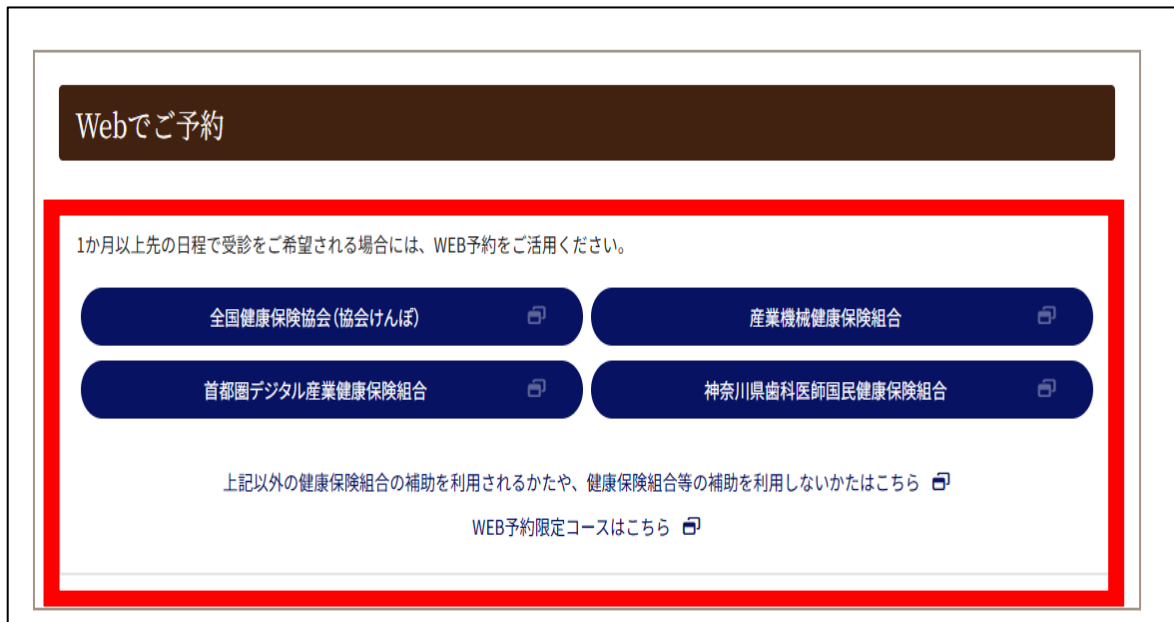 Webでご予約
1か月以上先の日程で受診をご希望される場合には、WEB予約をご活用ください。
全国健康保険協会（協会けんぽ）
産業機械健康保険組合
首都圏デジタル産業健康保険組合
神奈川県歯科医師国民健康保険組合
上記以外の健康保険組合の補助を利用されるかたや、健康保険組合等の補助を利用しないかたはこちら
WEB予約限定コースはこちら